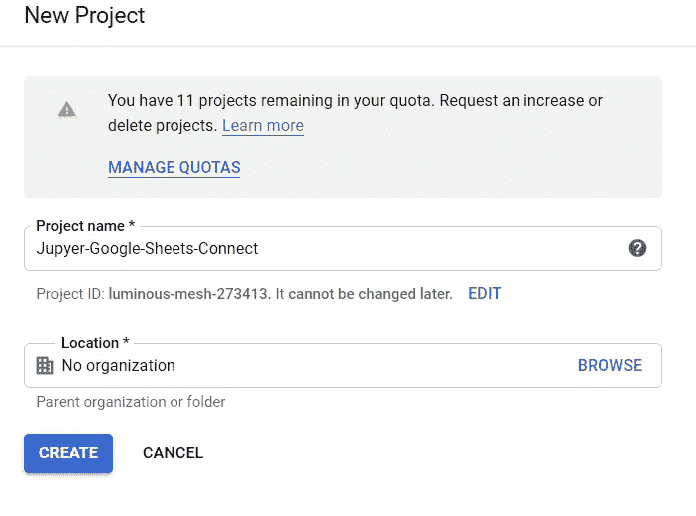 New Project
You have 11 projects remaining in your quota. Request an increase or
delete projects. Learn more
MANAGE QUOTAS
Project name *
Jupyer-Google-Sheets-Connect
Project ID: luminous-mesh-273413. It cannot be changed later. EDIT
Location *
No organization BROWSE
Parent organization or folder
CREATE CANCEL